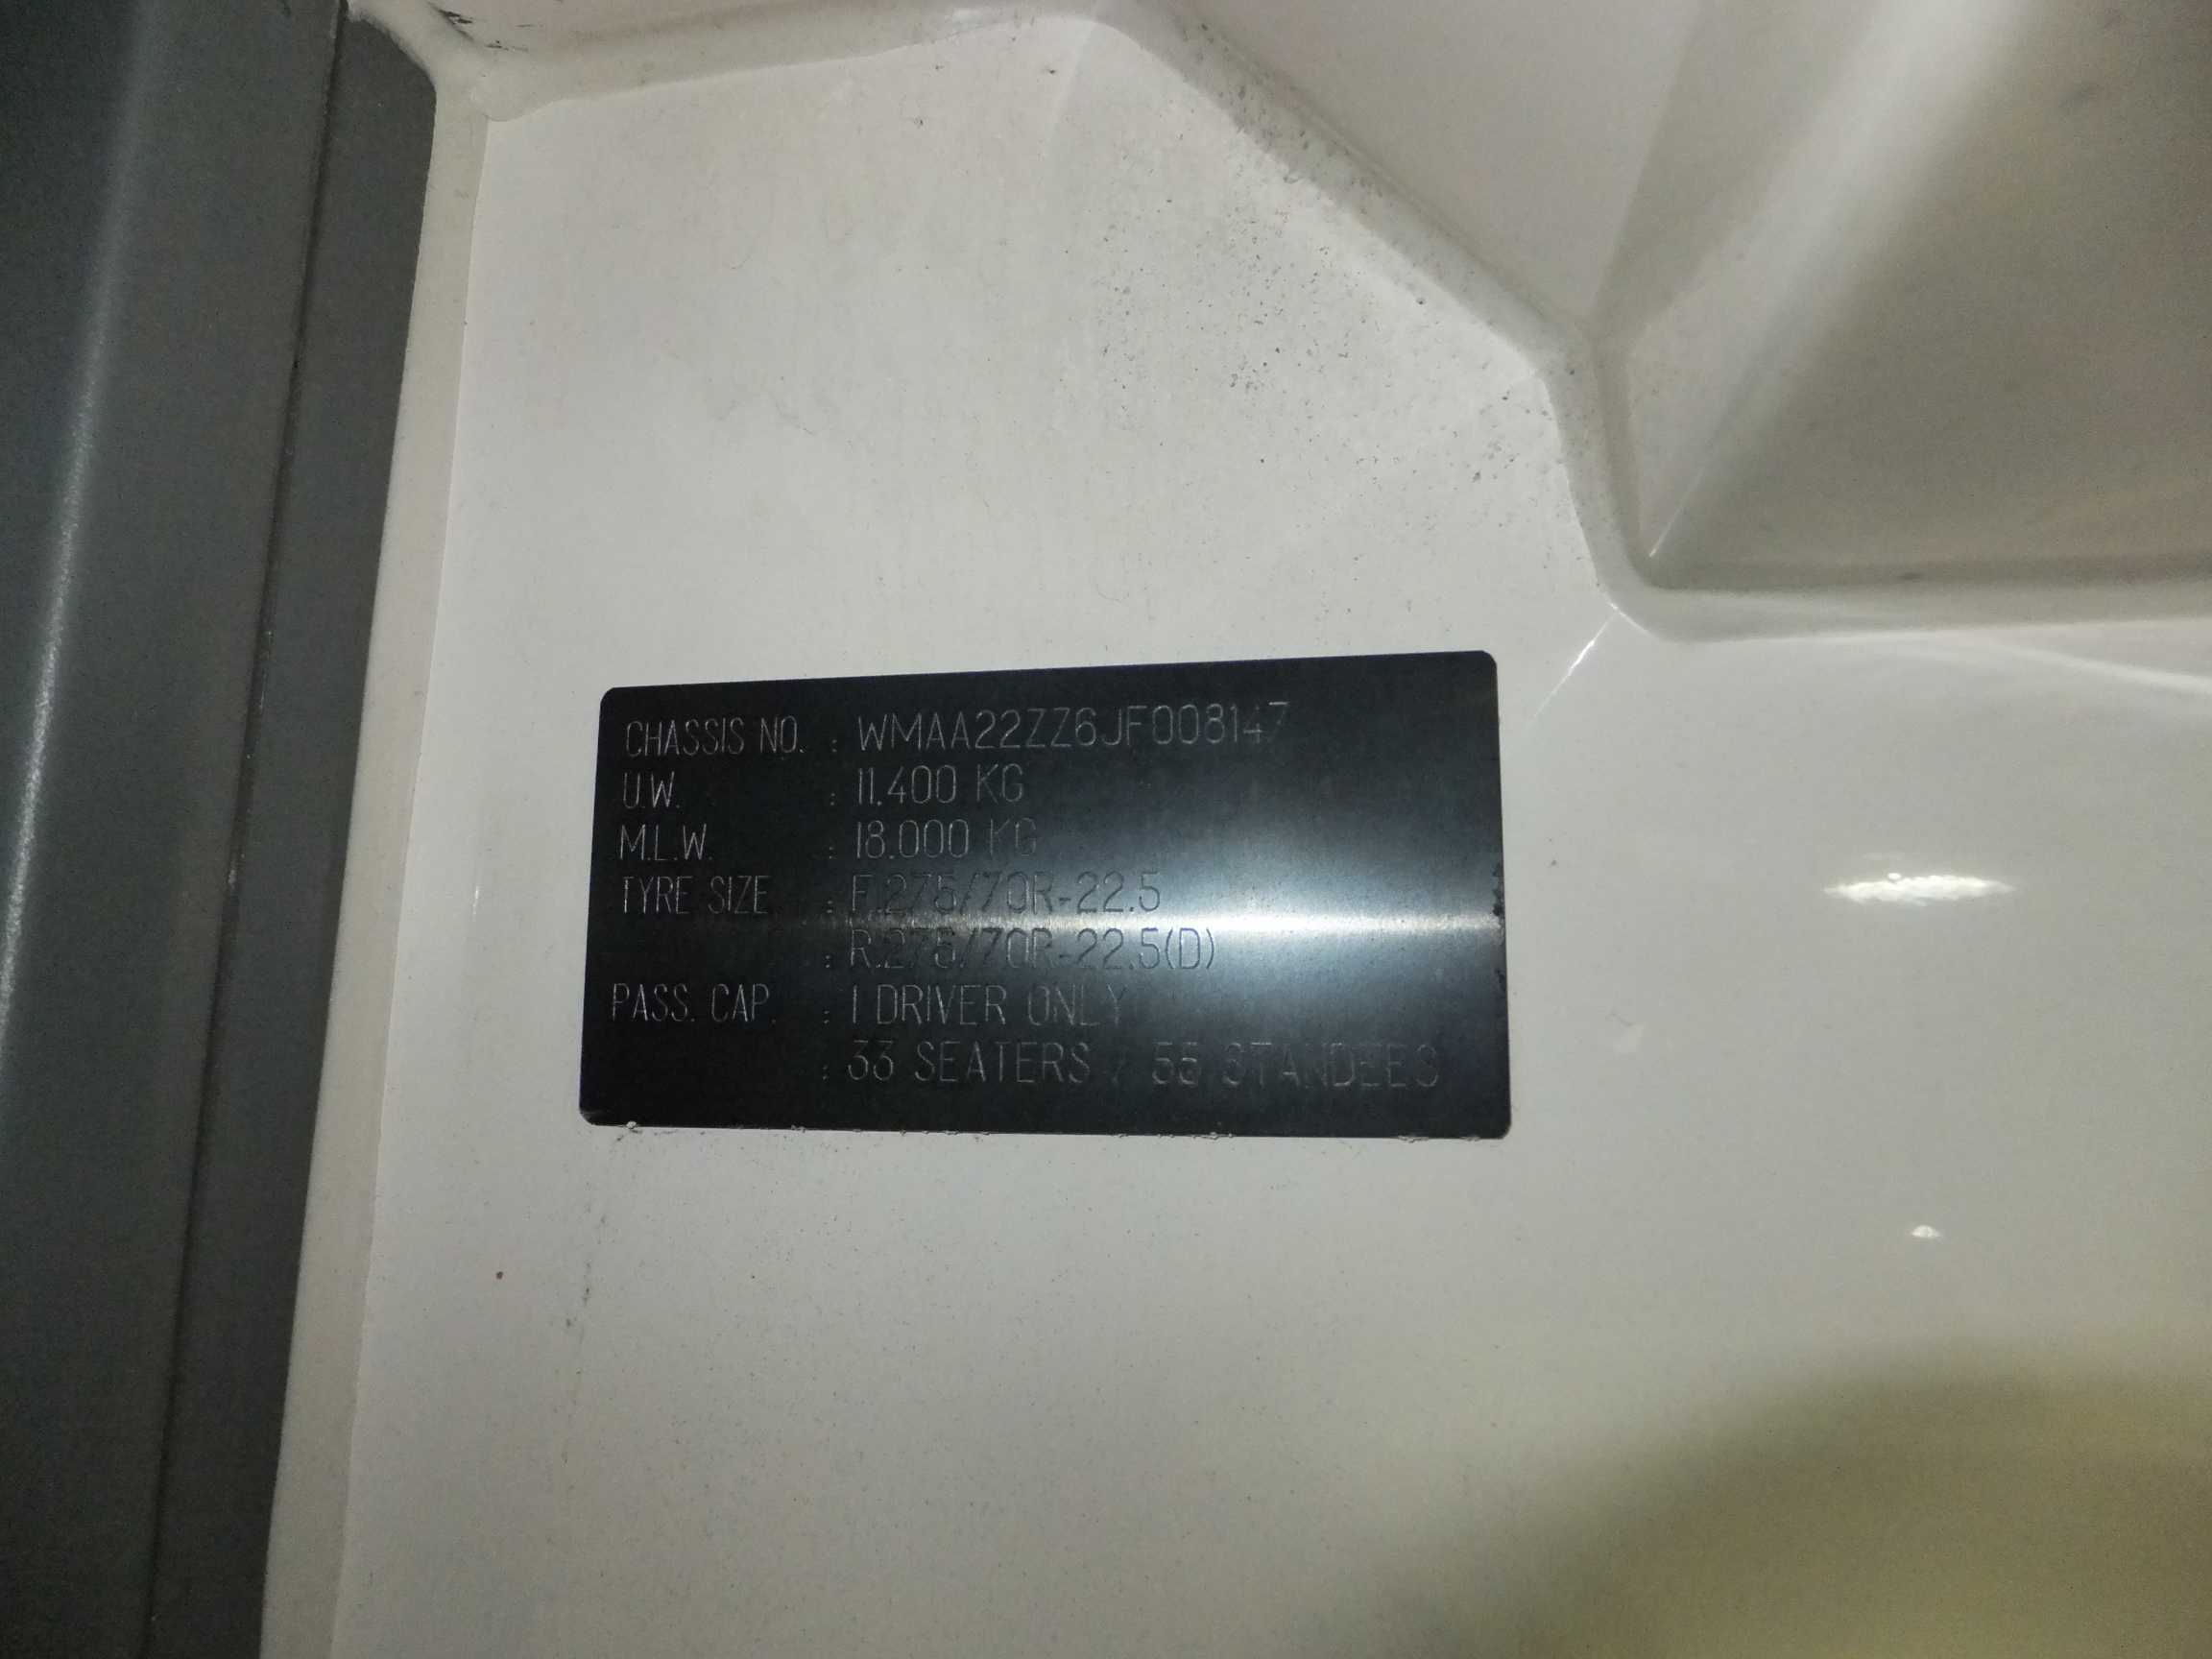 CHASSIS NO. : WMAA22ZZ6JF008147
U.W. : 11.400 KG
M.L.W. : 18.000 KG
TYRE SIZE : F.275/70R-22.5
: R.275/70R-22.5(D)
PASS. CAP. : 1 DRIVER ONLY
: 33 SEATERS / 55 STANDEES